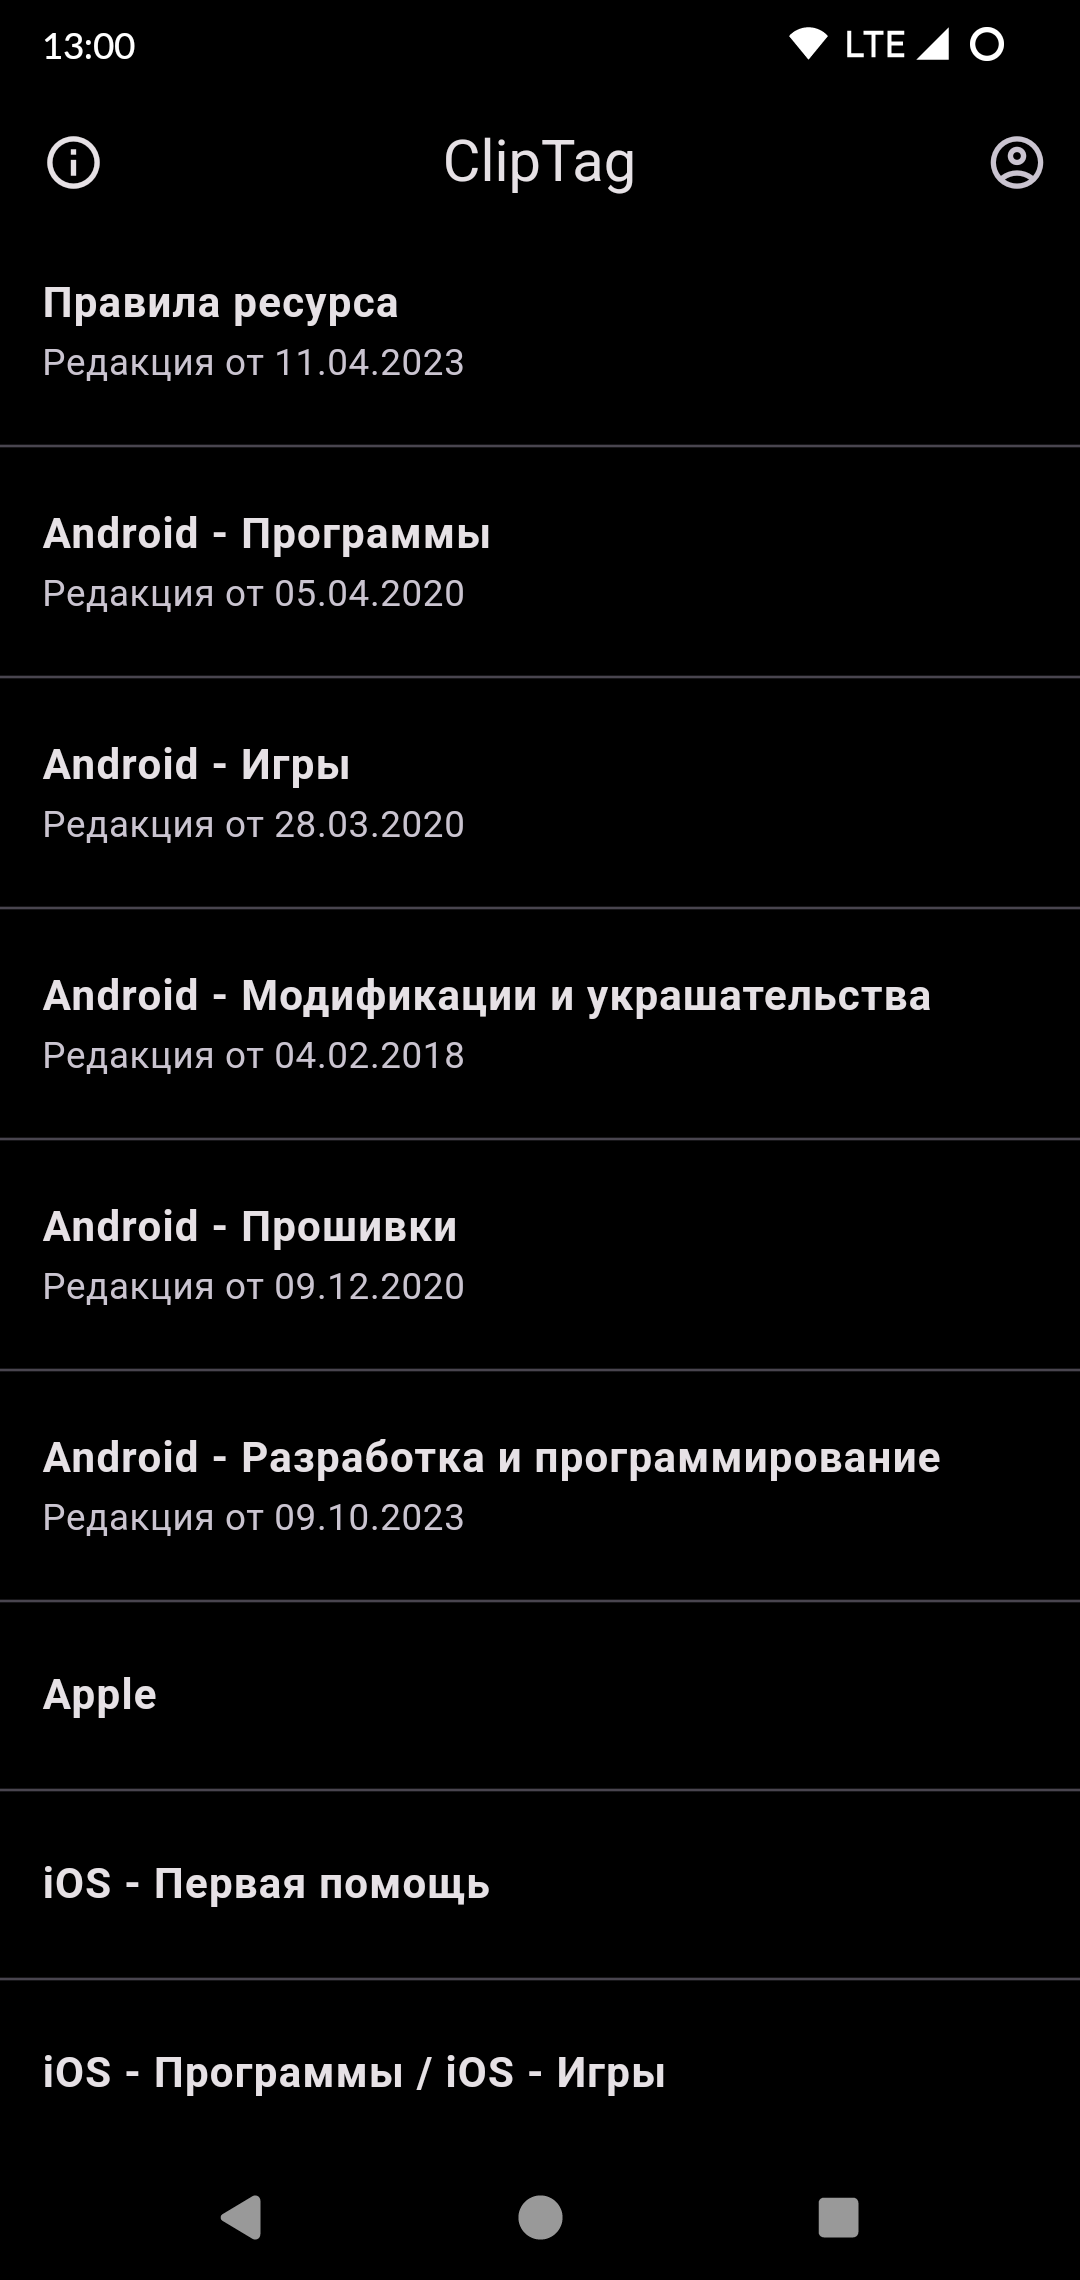 13:00
LTE
ClipTag
Правила ресурса
Редакция от 11.04.2023
Android - Программы
Редакция от 05.04.2020
Android - Игры
Редакция от 28.03.2020
Android - Модификации и украшательства
Редакция от 04.02.2018
Android - Прошивки
Редакция от 09.12.2020
Android - Разработка и программирование
Редакция от 09.10.2023
Apple
iOS - Первая помощь
iOS - Программы / iOS - Игры